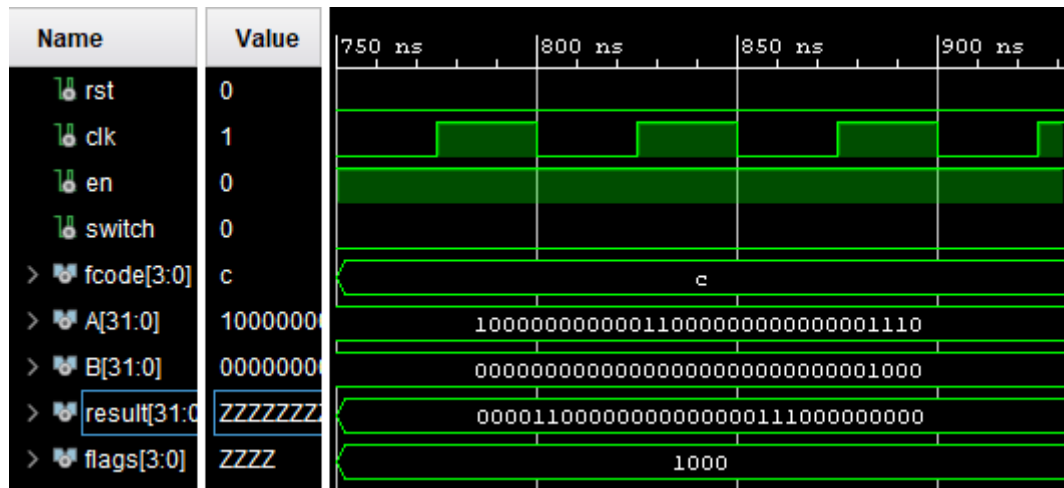 Name Value 750 ns 800 ns 850 ns 900 ns
rst 0
clk 1
en 0
switch 0
fcode[3:0] c c
A[31:0] 10000000 10000000000011000000000000001110
B[31:0] 00000000 00000000000000000000000000001000
result[31:0 ZZZZZZZZ 00001100000000000000111000000000
flags[3:0] ZZZZ 1000